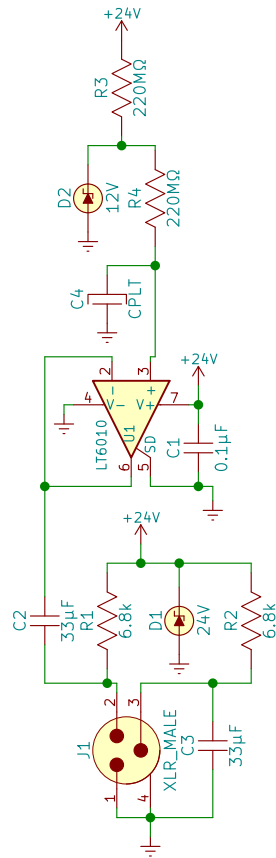 +24V
R3
220MΩ
D2
12V
R4
220MΩ
C4
CPLT
+24V
2
3
4
7
−
+
V−
V+
U1
LT6010
SD
6
5
C1
0.1µF
+24V
C2
33µF
R1
6.8k
D1
24V
R2
6.8k
2
3
J1
XLR_MALE
1
4
C3
33µF